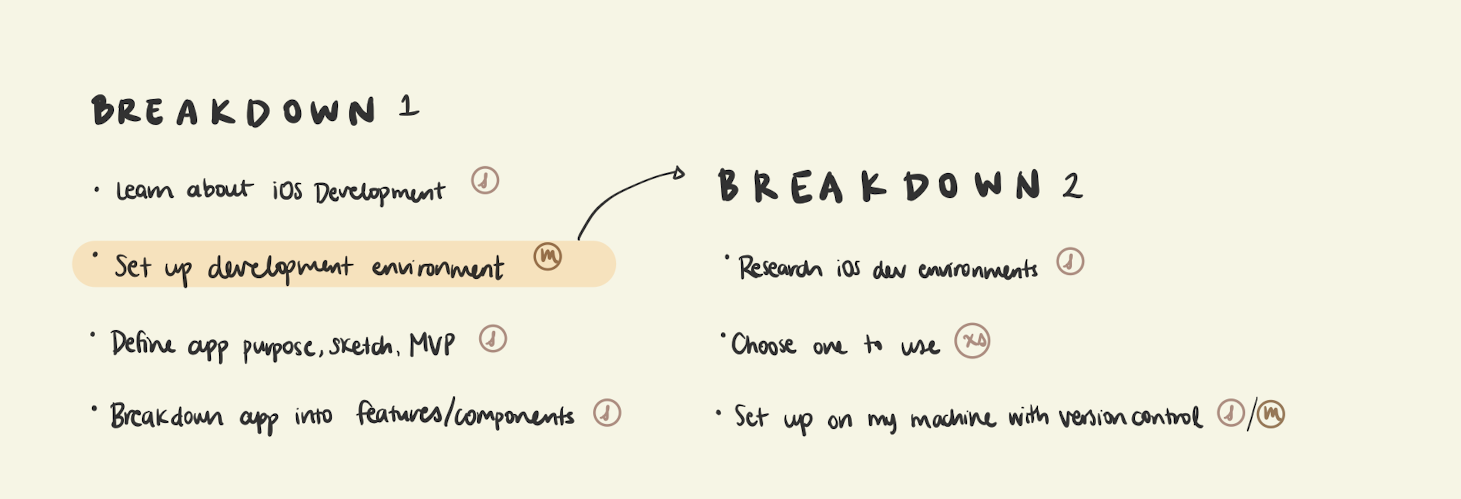 BREAKDOWN 1
• Learn about iOS Development s
• Set up development environment m
• Define app purpose, sketch, MVP s
• Breakdown app into features/components s
BREAKDOWN 2
• Research iOS dev environments s
• Choose one to use xs
• Set up on my machine with version control s/m